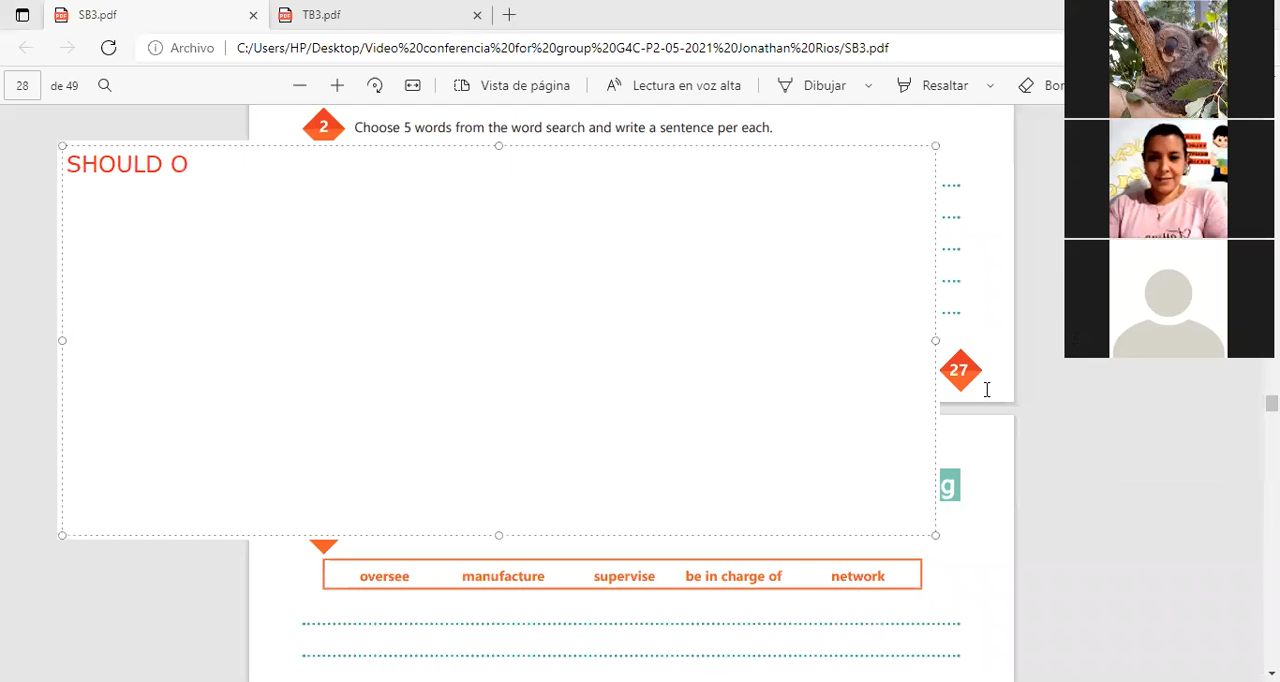 SB3.pdf
TB3.pdf
Archivo
C:/Users/HP/Desktop/Video%20conferencia%20for%20group%20G4C-P2-05-2021%20Jonathan%20Rios/SB3.pdf
28 de 49
Vista de página
Lectura en voz alta
Dibujar
Resaltar
Bor
2 Choose 5 words from the word search and write a sentence per each.
SHOULD O
27
g
oversee manufacture supervise be in charge of network